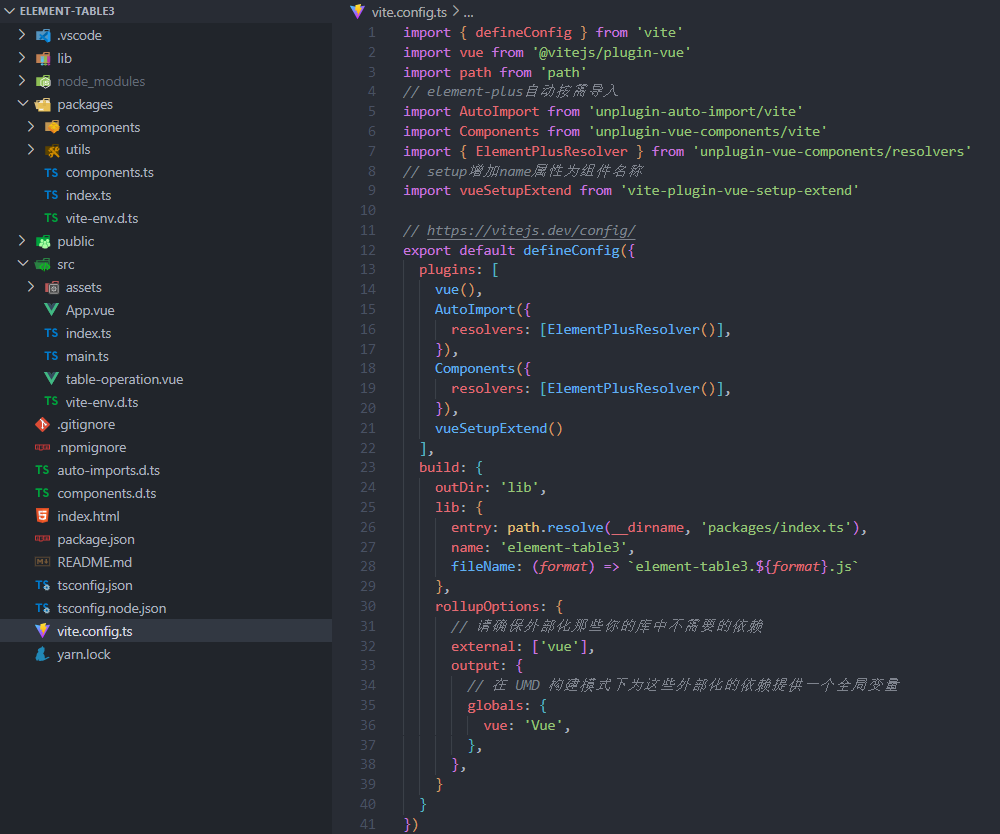 ELEMENT-TABLE3
.vscode
lib
node_modules
packages
components
utils
TS components.ts
TS index.ts
TS vite-env.d.ts
public
src
assets
App.vue
TS index.ts
TS main.ts
table-operation.vue
TS vite-env.d.ts
.gitignore
.npmignore
TS auto-imports.d.ts
TS components.d.ts
index.html
package.json
README.md
TS tsconfig.json
TS tsconfig.node.json
vite.config.ts
yarn.lock
vite.config.ts > ...
1 import { defineConfig } from 'vite'
2 import vue from '@vitejs/plugin-vue'
3 import path from 'path'
4 // element-plus自动按需导入
5 import AutoImport from 'unplugin-auto-import/vite'
6 import Components from 'unplugin-vue-components/vite'
7 import { ElementPlusResolver } from 'unplugin-vue-components/resolvers'
8 // setup增加name属性为组件名称
9 import vueSetupExtend from 'vite-plugin-vue-setup-extend'
10
11 // https://vitejs.dev/config/
12 export default defineConfig({
13 plugins: [
14 vue(),
15 AutoImport({
16 resolvers: [ElementPlusResolver()],
17 }),
18 Components({
19 resolvers: [ElementPlusResolver()],
20 }),
21 vueSetupExtend()
22 ],
23 build: {
24 outDir: 'lib',
25 lib: {
26 entry: path.resolve(__dirname, 'packages/index.ts'),
27 name: 'element-table3',
28 fileName: (format) => `element-table3.${format}.js`
29 },
30 rollupOptions: {
31 // 请确保外部化那些你的库中不需要的依赖
32 external: ['vue'],
33 output: {
34 // 在 UMD 构建模式下为这些外部化的依赖提供一个全局变量
35 globals: {
36 vue: 'Vue',
37 },
38 },
39 }
40 }
41 })